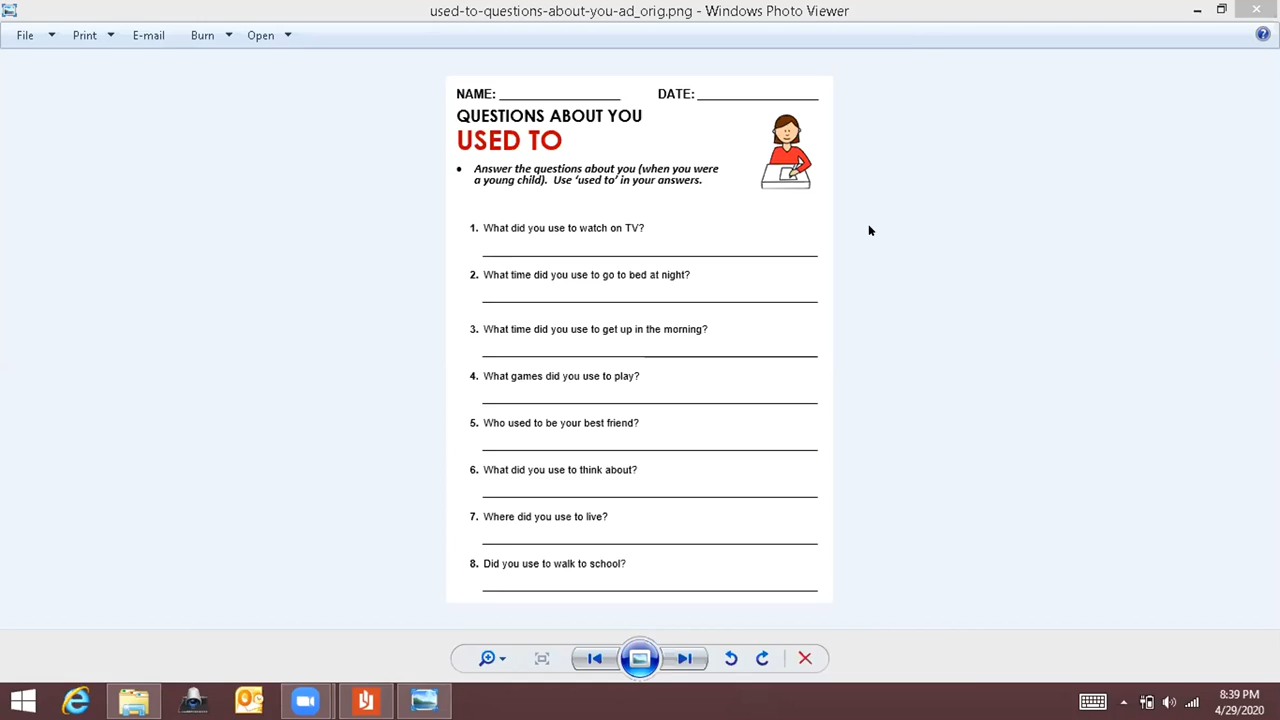 used-to-questions-about-you-ad_orig.png - Windows Photo Viewer
File Print E-mail Burn Open
NAME: ____________ DATE: ____________
QUESTIONS ABOUT YOU
USED TO
• Answer the questions about you (when you were
a young child). Use ‘used to’ in your answers.
1. What did you use to watch on TV?
2. What time did you use to go to bed at night?
3. What time did you use to get up in the morning?
4. What games did you use to play?
5. Who used to be your best friend?
6. What did you use to think about?
7. Where did you use to live?
8. Did you use to walk to school?
8:39 PM
4/29/2020